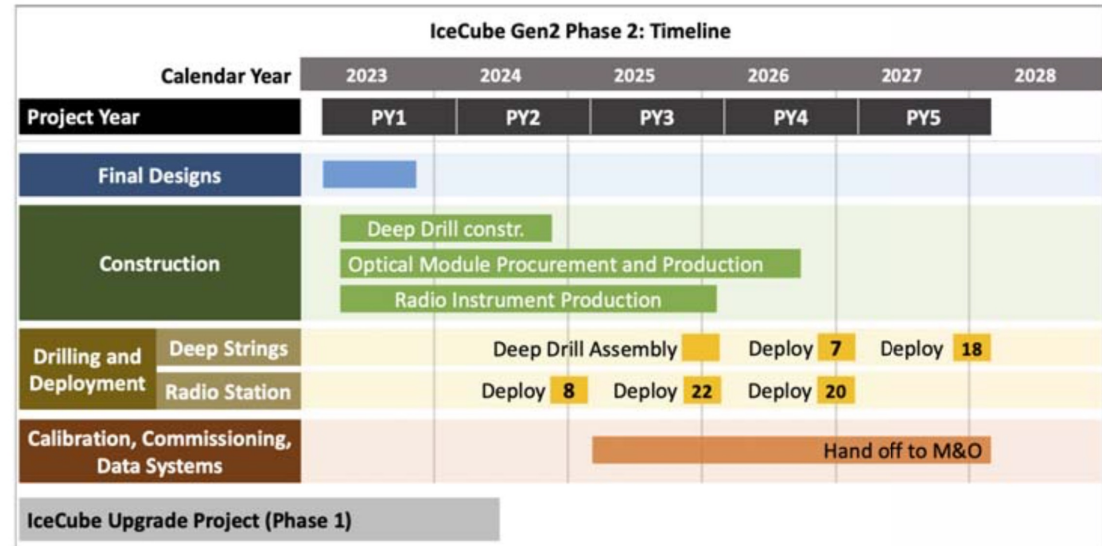 IceCube Gen2 Phase 2: Timeline
Calendar Year 2023 2024 2025 2026 2027 2028
Project Year PY1 PY2 PY3 PY4 PY5
Final Designs
Deep Drill constr.
Construction Optical Module Procurement and Production
Radio Instrument Production
Drilling and Deployment
Deep Strings Deep Drill Assembly Deploy 7 Deploy 18
Radio Station Deploy 8 Deploy 22 Deploy 20
Calibration, Commissioning,
Data Systems
Hand off to M&O
IceCube Upgrade Project (Phase 1)